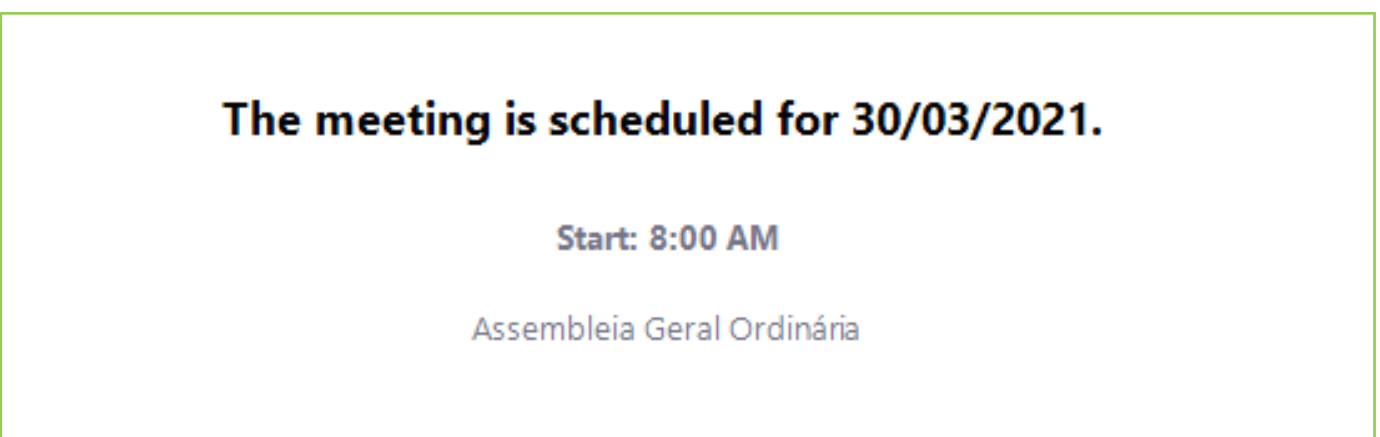 The meeting is scheduled for 30/03/2021.
Start: 8:00 AM
Assembleia Geral Ordinária